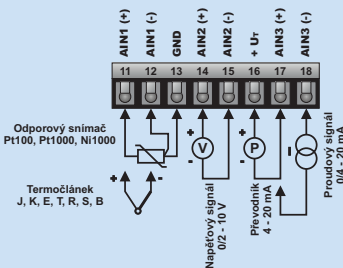 AIN1 (+)
AIN1 (-)
GND
AIN2 (+)
AIN2 (-)
+ UT
AIN3 (+)
AIN3 (-)
11 12 13 14 15 16 17 18
Odporový snímač
Pt100, Pt1000, Ni1000
+ V -
+ P -
I
Termočlánek
J, K, E, T, R, S, B
+ -
Napěťový signál
0/2 - 10 V
Převodník
4 - 20 mA
Proudový signál
0/4 - 20 mA